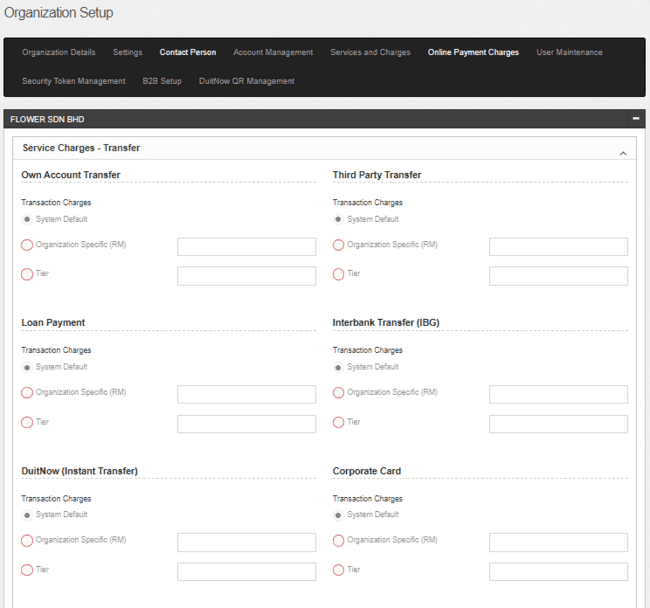 Organization Setup
Organization Details Settings Contact Person Account Management Services and Charges Online Payment Charges User Maintenance
Security Token Management B2B Setup DuitNow QR Management
FLOWER SDN BHD
Service Charges - Transfer
Own Account Transfer
Transaction Charges
System Default
Organization Specific (RM)
Tier
Third Party Transfer
Transaction Charges
System Default
Organization Specific (RM)
Tier
Loan Payment
Transaction Charges
System Default
Organization Specific (RM)
Tier
Interbank Transfer (IBG)
Transaction Charges
System Default
Organization Specific (RM)
Tier
DuitNow (Instant Transfer)
Transaction Charges
System Default
Organization Specific (RM)
Tier
Corporate Card
Transaction Charges
System Default
Organization Specific (RM)
Tier